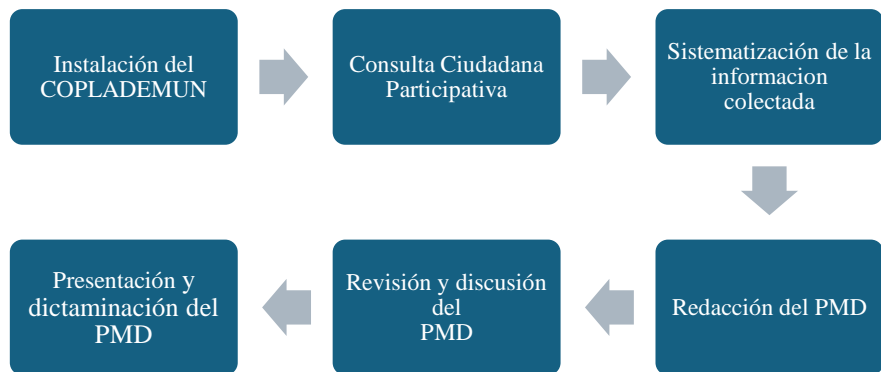 Instalación del
COPLADEMUN
Consulta Ciudadana
Participativa
Sistematización de la
informacion
colectada
Redacción del PMD
Revisión y discusión
del
PMD
Presentación y
dictaminación del
PMD